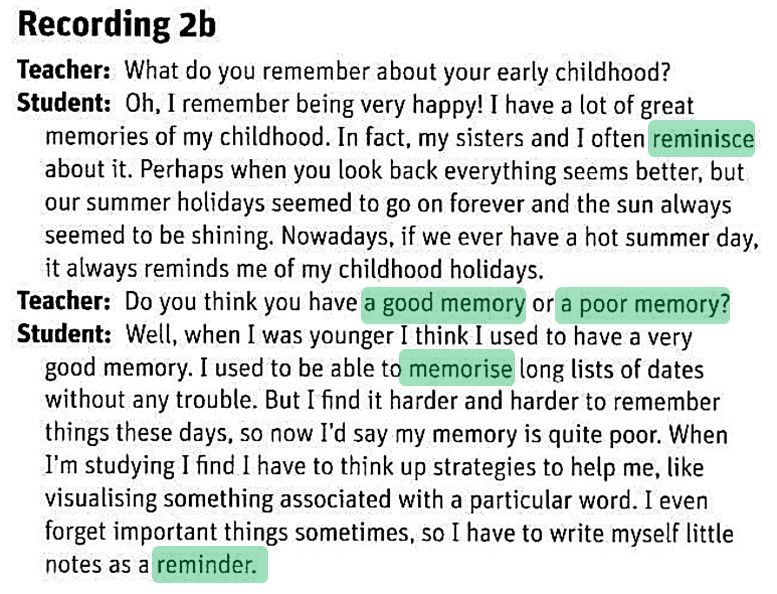 Recording 2b
Teacher: What do you remember about your early childhood?
Student: Oh, I remember being very happy! I have a lot of great
memories of my childhood. In fact, my sisters and I often reminisce
about it. Perhaps when you look back everything seems better, but
our summer holidays seemed to go on forever and the sun always
seemed to be shining. Nowadays, if we ever have a hot summer day,
it always reminds me of my childhood holidays.
Teacher: Do you think you have a good memory or a poor memory?
Student: Well, when I was younger I think I used to have a very
good memory. I used to be able to memorise long lists of dates
without any trouble. But I find it harder and harder to remember
things these days, so now I'd say my memory is quite poor. When
I'm studying I find I have to think up strategies to help me, like
visualising something associated with a particular word. I even
forget important things sometimes, so I have to write myself little
notes as a reminder.